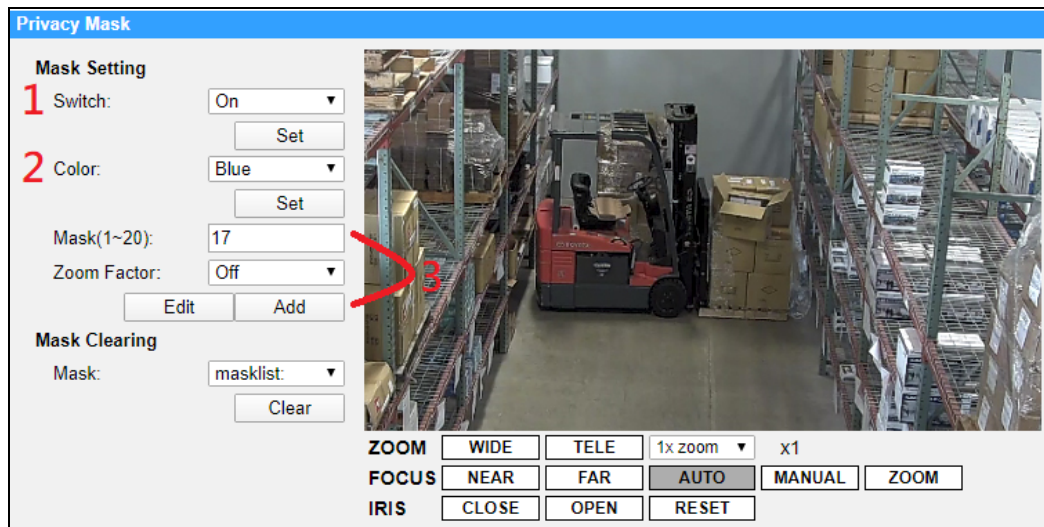 Privacy Mask
Mask Setting
1 Switch: On
Set
2 Color: Blue
Set
Mask(1~20): 17
Zoom Factor: Off
3
Edit Add
Mask Clearing
Mask: masklist:
Clear
ZOOM WIDE TELE 1x zoom x1
FOCUS NEAR FAR AUTO MANUAL ZOOM
IRIS CLOSE OPEN RESET